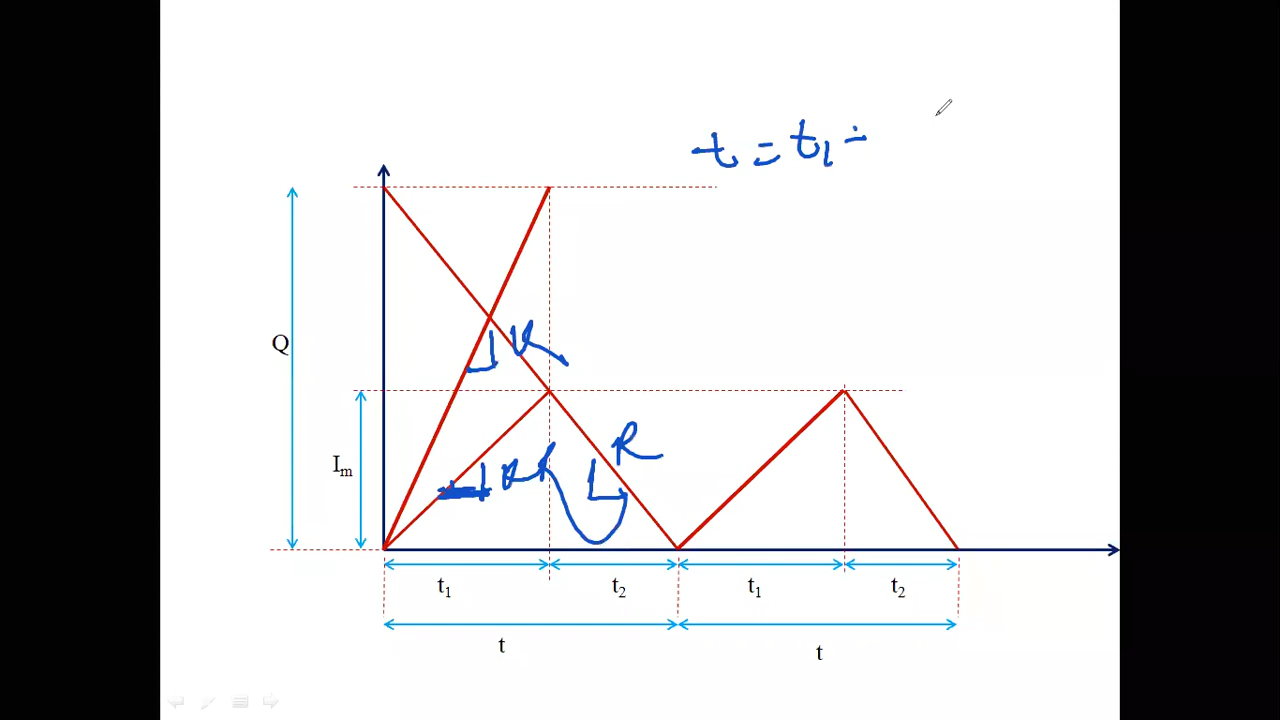 t = t1 ÷
Q
K
R
Im
t1 t2 t1 t2
t t